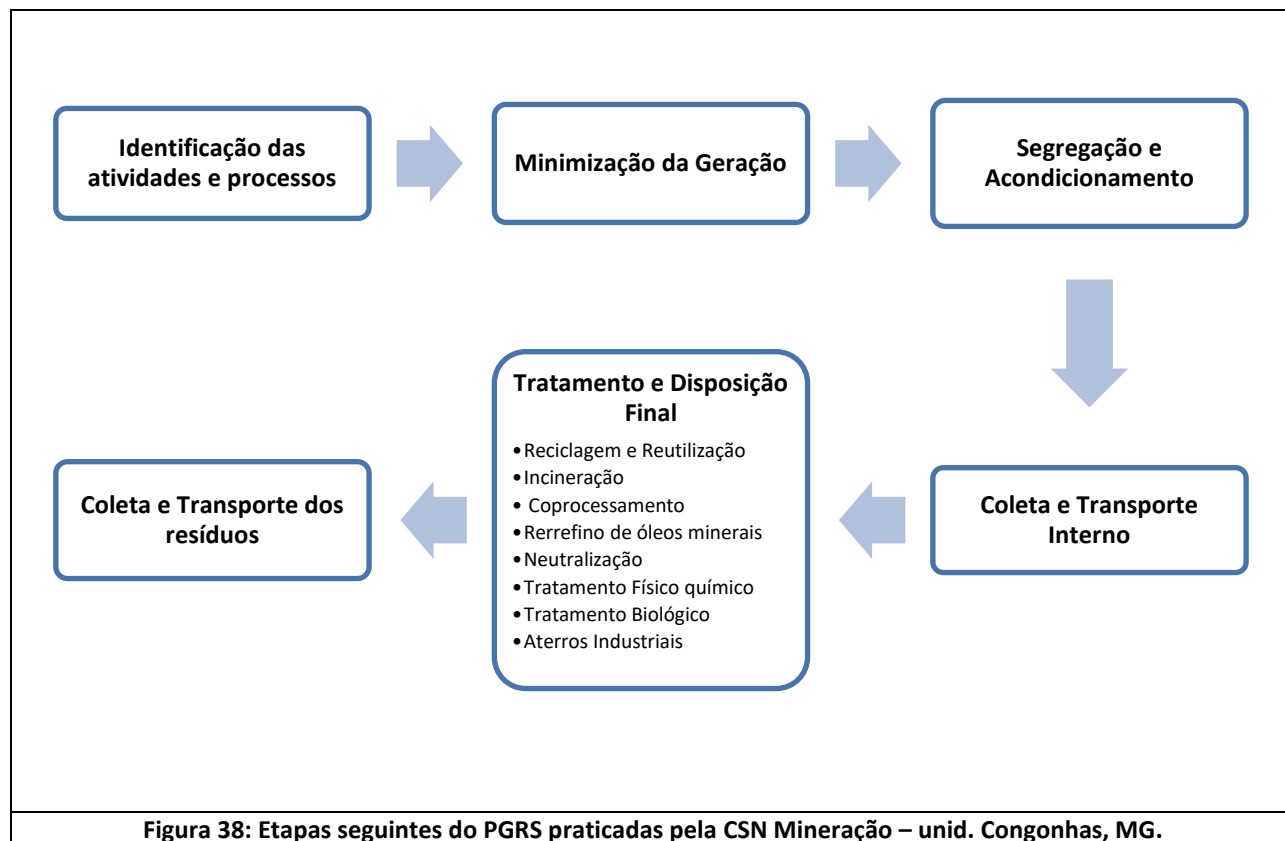 Identificação das
atividades e processos
Minimização da Geração
Segregação e
Acondicionamento
Coleta e Transporte
Interno
Tratamento e Disposição
Final
•Reciclagem e Reutilização
•Incineração
• Coprocessamento
•Rerrefino de óleos minerais
•Neutralização
•Tratamento Físico químico
•Tratamento Biológico
•Aterros Industriais
Coleta e Transporte dos
resíduos
Figura 38: Etapas seguintes do PGRS praticadas pela CSN Mineração – unid. Congonhas, MG.